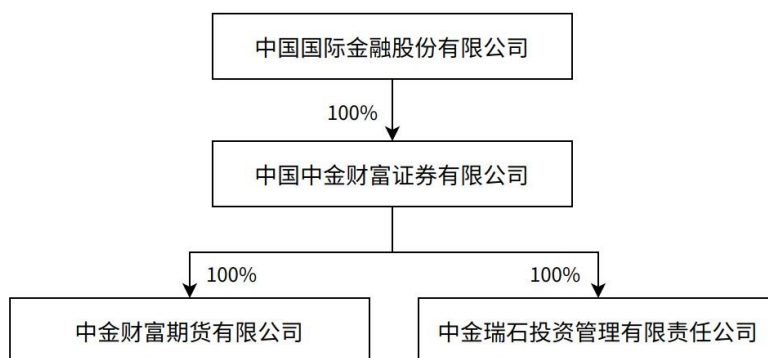 中国国际金融股份有限公司
100%
中国中金财富证券有限公司
100%
100%
中金财富期货有限公司
中金瑞石投资管理有限责任公司